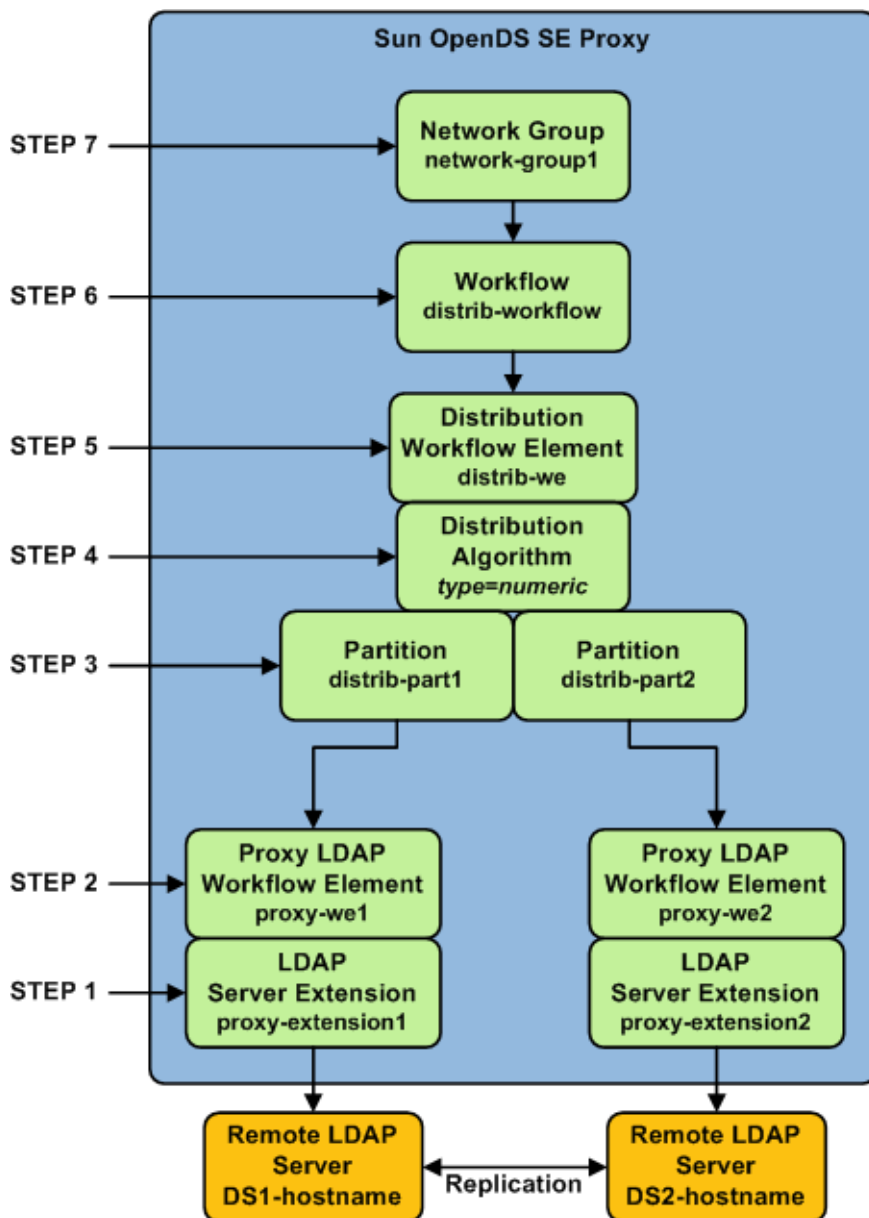 Sun OpenDS SE Proxy
STEP 7
Network Group
network-group1
STEP 6
Workflow
distrib-workflow
STEP 5
Distribution
Workflow Element
distrib-we
STEP 4
Distribution
Algorithm
type=numeric
STEP 3
Partition
distrib-part1
Partition
distrib-part2
STEP 2
Proxy LDAP
Workflow Element
proxy-we1
Proxy LDAP
Workflow Element
proxy-we2
STEP 1
LDAP
Server Extension
proxy-extension1
LDAP
Server Extension
proxy-extension2
Remote LDAP
Server
DS1-hostname
Replication
Remote LDAP
Server
DS2-hostname